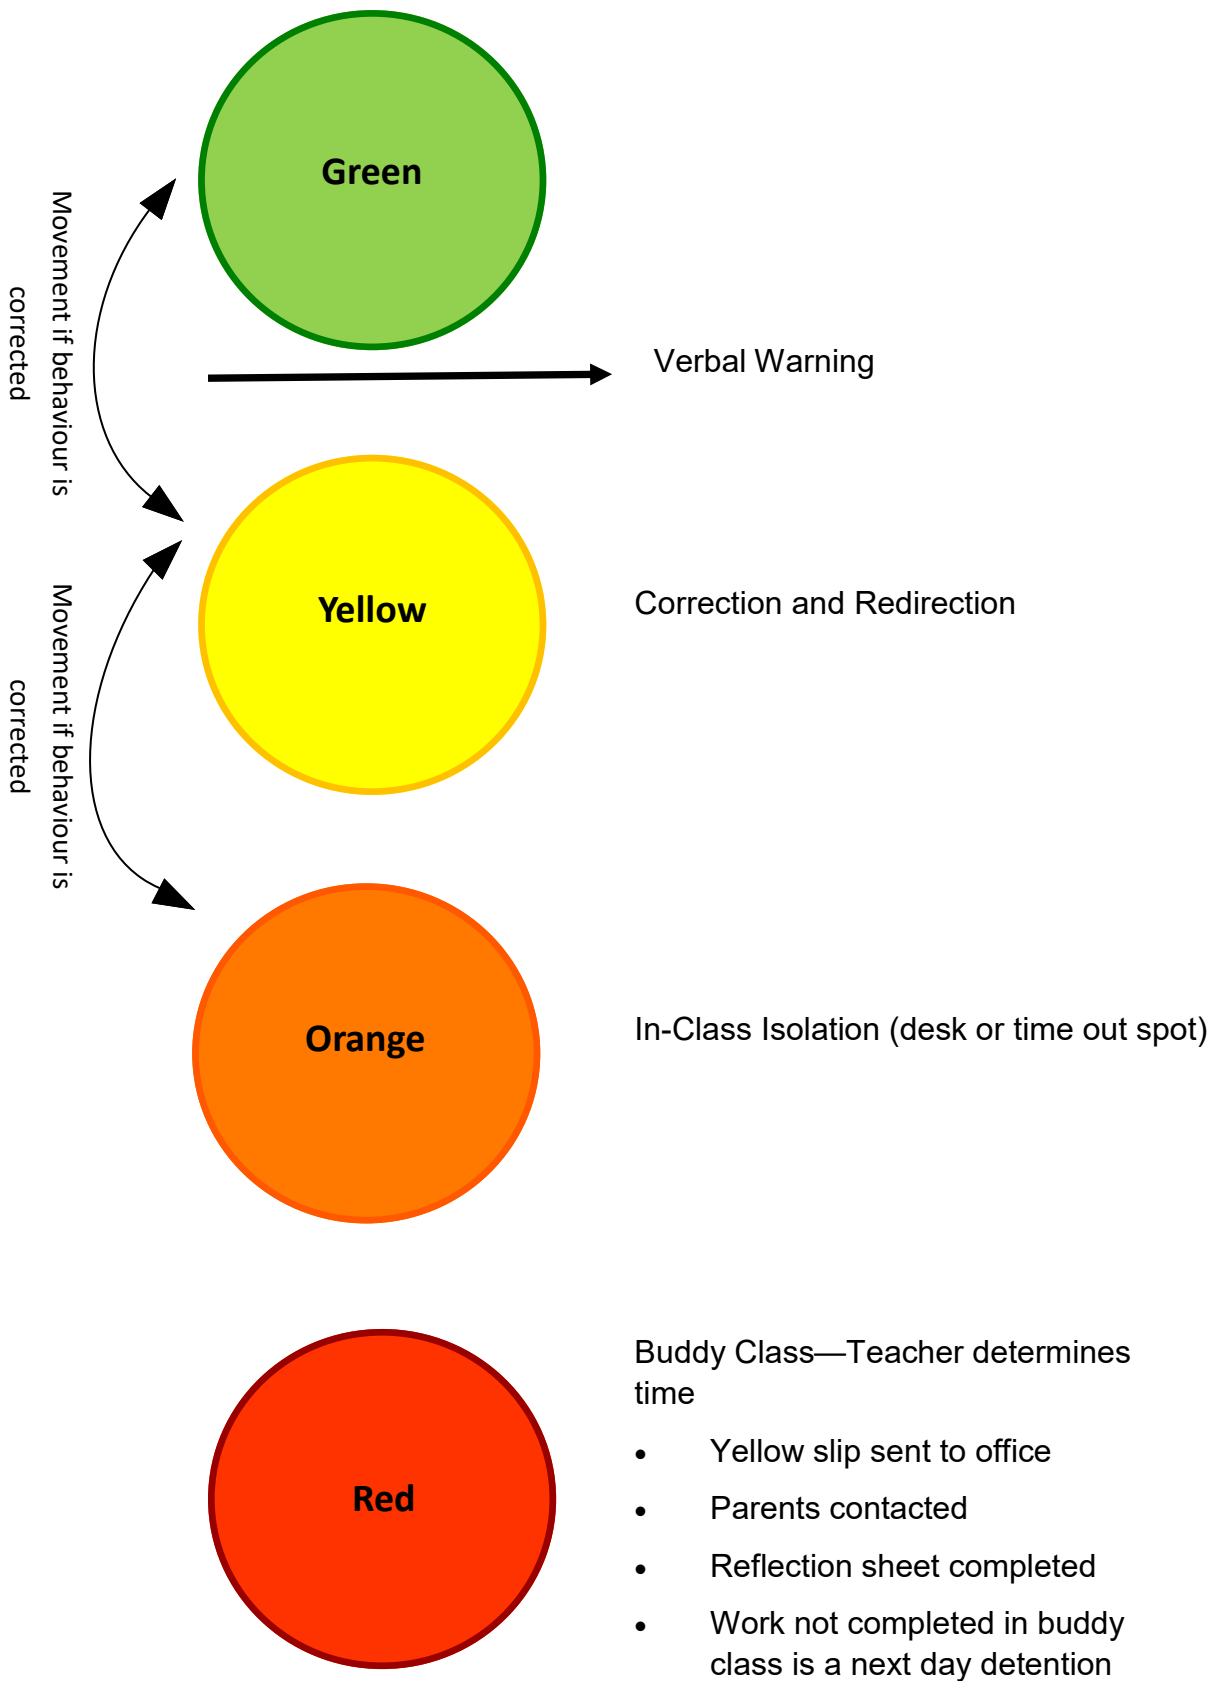 Green
Movement if behaviour is
corrected
Verbal Warning
Yellow
Correction and Redirection
Movement if behaviour is
corrected
Orange
In-Class Isolation (desk or time out spot)
Red
Buddy Class—Teacher determines
time
• Yellow slip sent to office
• Parents contacted
• Reflection sheet completed
• Work not completed in buddy
class is a next day detention